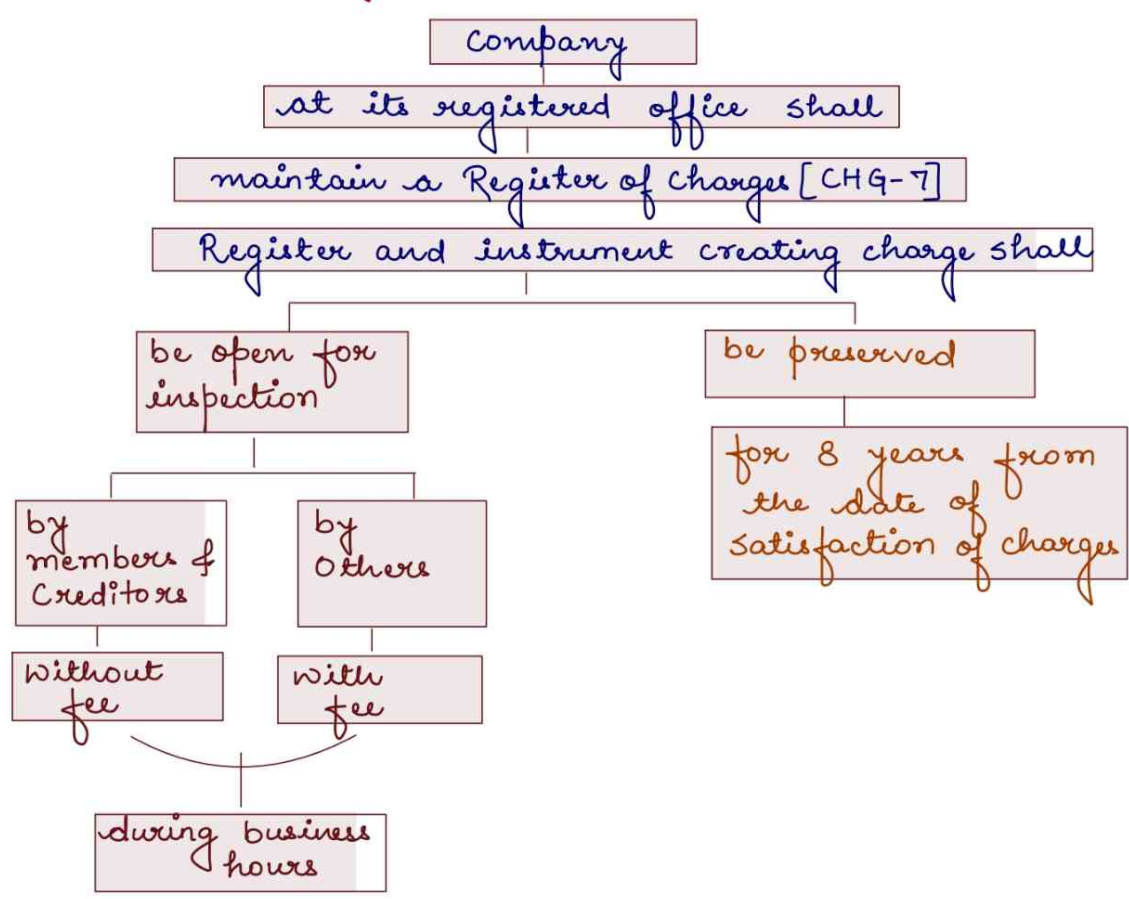 Company
at its registered office shall
maintain a Register of Charges [CHG-7]
Register and instrument creating charge shall
be open for
inspection
be preserved
for 8 years from
the date of
satisfaction of charges
by
members &
Creditors
by
Others
without
fee
with
fee
during business
hours